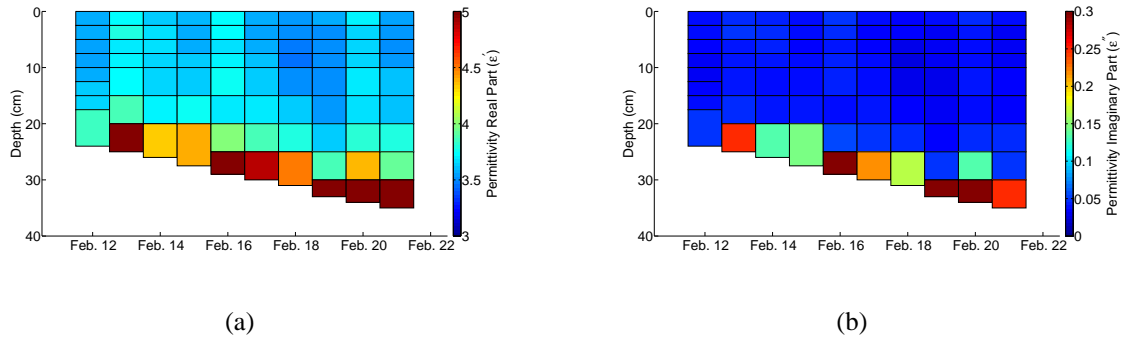 0
10
20
30
40
Depth (cm)
Feb. 12 Feb. 14 Feb. 16 Feb. 18 Feb. 20 Feb. 22
5
4.5
4
3.5
3
Permittivity Real Part (ε′)
(a)
0
10
20
30
40
Depth (cm)
Feb. 12 Feb. 14 Feb. 16 Feb. 18 Feb. 20 Feb. 22
0.3
0.25
0.2
0.15
0.1
0.05
0
Permittivity Imaginary Part (ε″)
(b)